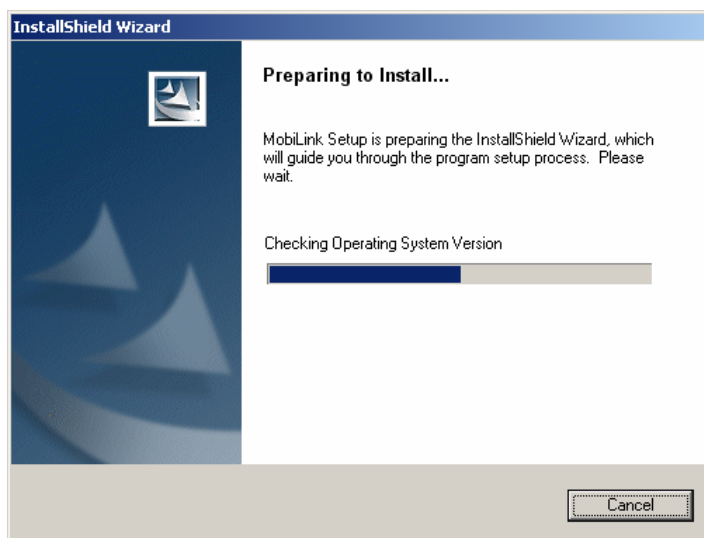 InstallShield Wizard
Preparing to Install...
MobiLink Setup is preparing the InstallShield Wizard, which
will guide you through the program setup process.  Please
wait.
Checking Operating System Version
Cancel